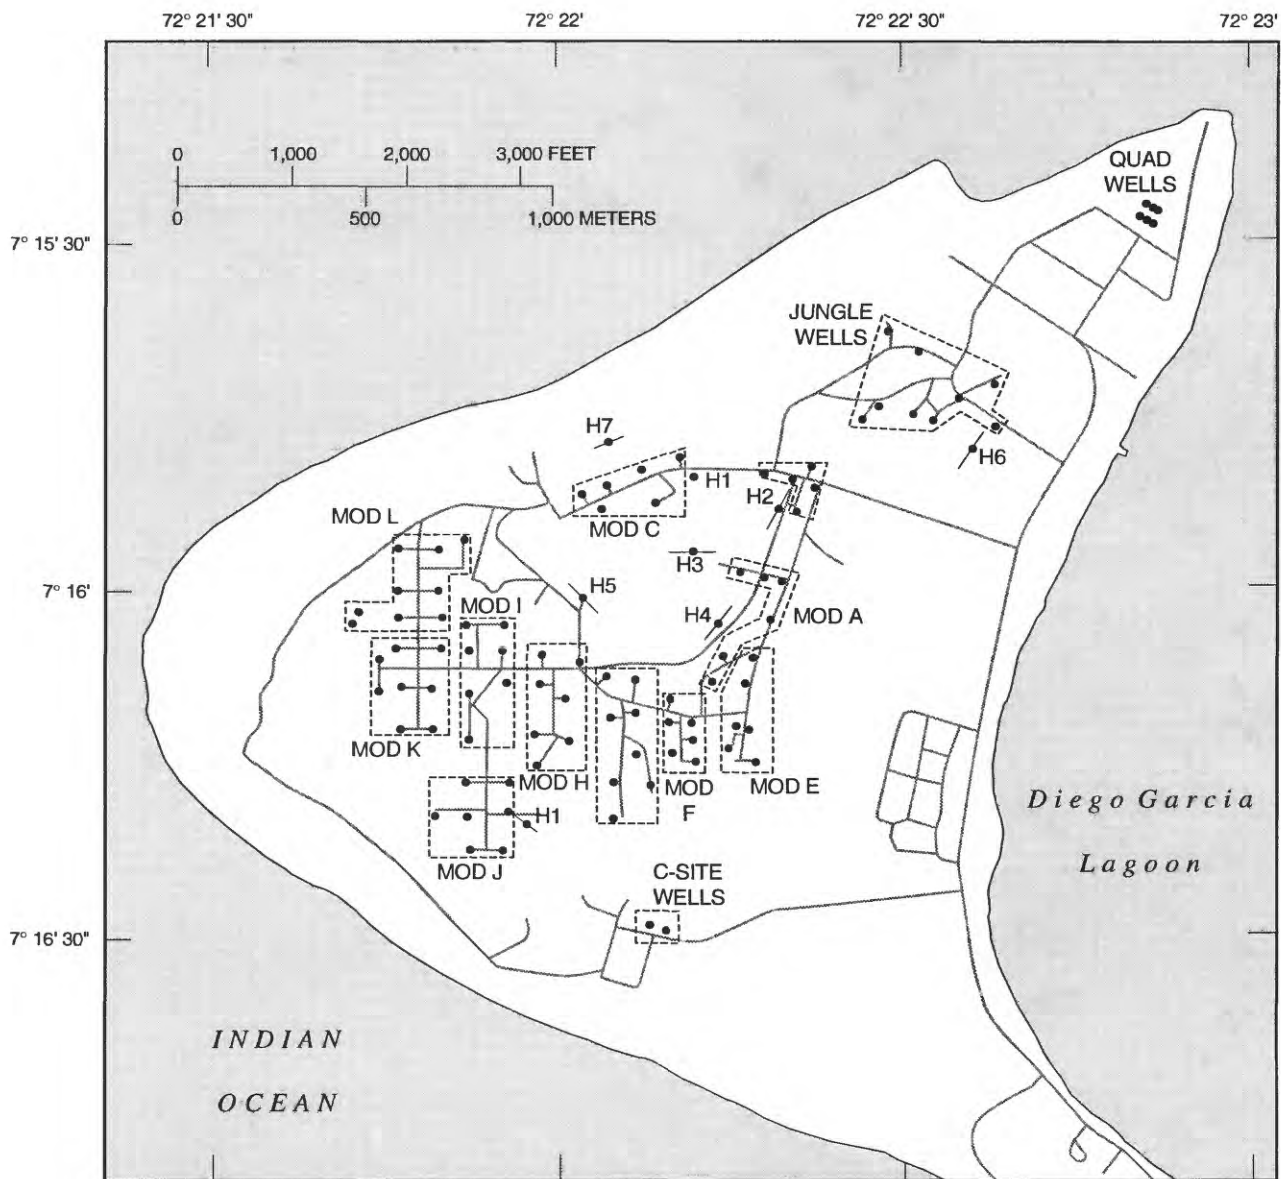 72° 21' 30"
72° 22'
72° 22' 30"
72° 23'
0
1,000
2,000
3,000 FEET
0
500
1,000 METERS
QUAD
WELLS
7° 15' 30"
JUNGLE
WELLS
H7
H6
H1
H2
MOD C
MOD L
H3
H5
7° 16'
MOD I
H4
MOD A
MOD K
MOD H
MOD
F
MOD E
Diego Garcia
Lagoon
H1
MOD J
C-SITE
WELLS
7° 16' 30"
INDIAN
OCEAN